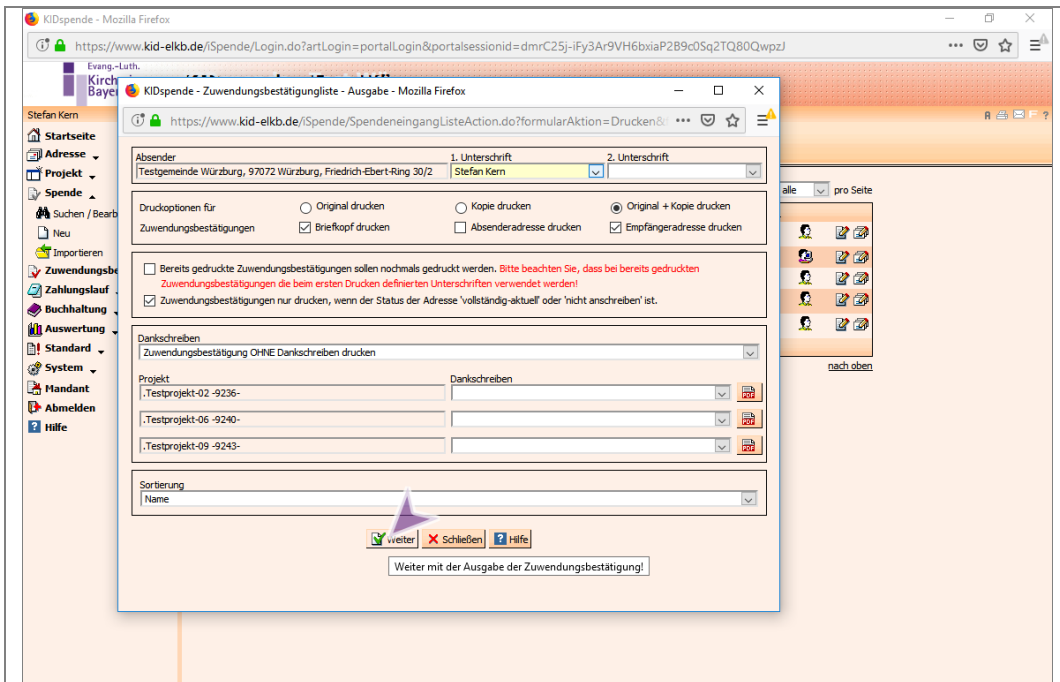 KIDspende - Mozilla Firefox
https://www.kid-elkb.de/iSpende/Login.do?artLogin=portalLogin&portalsessionid=dmrC25j-iFy3Ar9VH6bxiaP2B9c0Sq2TQ80QwpzJ
Evang.-Luth.
Kirch
Bayer
Stefan Kern
Startseite
Adresse
Projekt
Spende
Suchen / Bearb
Neu
Importieren
Zuwendungsbe
Zahlungslauf
Buchhaltung
Auswertung
Standard
System
Mandant
Abmelden
Hilfe
KIDspende - Zuwendungsbestätigungliste - Ausgabe - Mozilla Firefox
https://www.kid-elkb.de/iSpende/SpendeneingangListeAction.do?formularAktion=Drucken&
Absender 1. Unterschrift 2. Unterschrift
Testgemeinde Würzburg, 97072 Würzburg, Friedrich-Ebert-Ring 30/2 Stefan Kern
Druckoptionen für Original drucken Kopie drucken Original + Kopie drucken
Zuwendungsbestätigungen Briefkopf drucken Absenderadresse drucken Empfängeradresse drucken
Bereits gedruckte Zuwendungsbestätigungen sollen nochmals gedruckt werden. Bitte beachten Sie, dass bei bereits gedruckten
Zuwendungsbestätigungen die beim ersten Drucken definierten Unterschriften verwendet werden!
Zuwendungsbestätigungen nur drucken, wenn der Status der Adresse 'vollständig-aktuell' oder 'nicht anschreiben' ist.
Dankschreiben
Zuwendungsbestätigung OHNE Dankschreiben drucken
Projekt Dankschreiben
.Testprojekt-02 -9236- PDF
.Testprojekt-06 -9240- PDF
.Testprojekt-09 -9243- PDF
Sortierung
Name
Weiter Schließen Hilfe
Weiter mit der Ausgabe der Zuwendungsbestätigung!
R F ?
alle pro Seite
nach oben